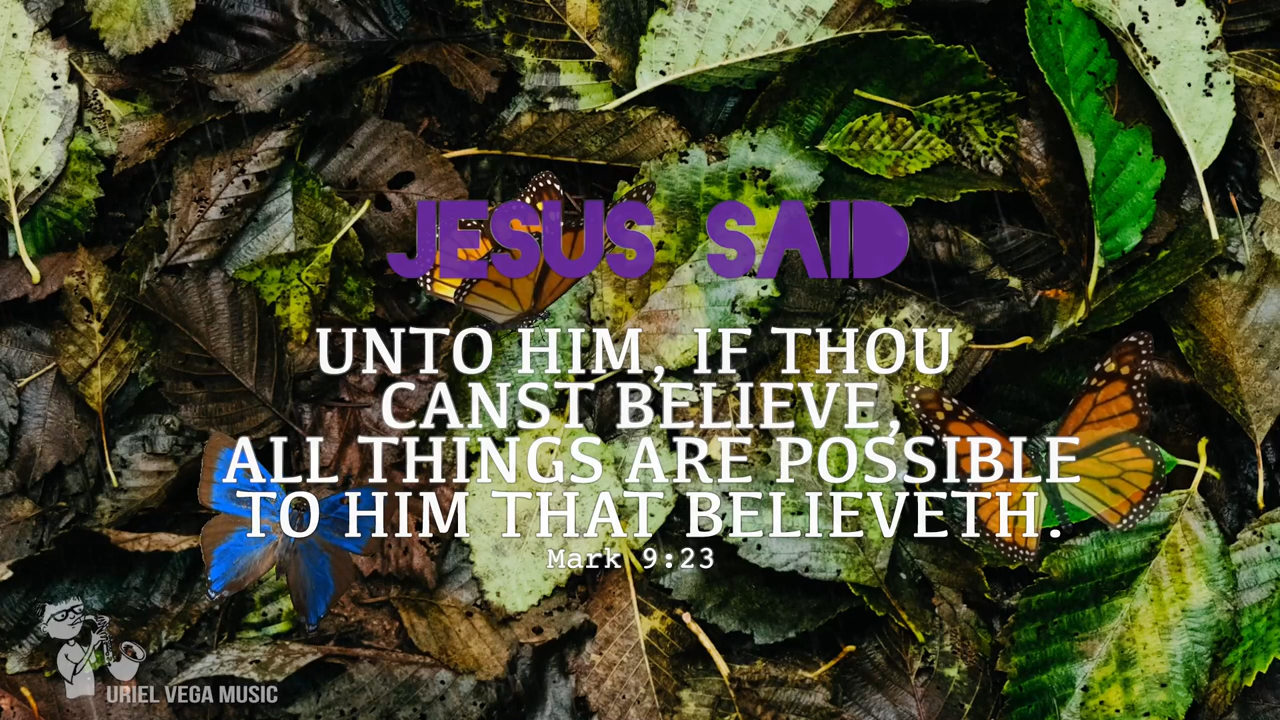 JESUS SAID
UNTO HIM, IF THOU
CANST BELIEVE,
ALL THINGS ARE POSSIBLE
TO HIM THAT BELIEVETH.
Mark 9:23
URIEL VEGA MUSIC